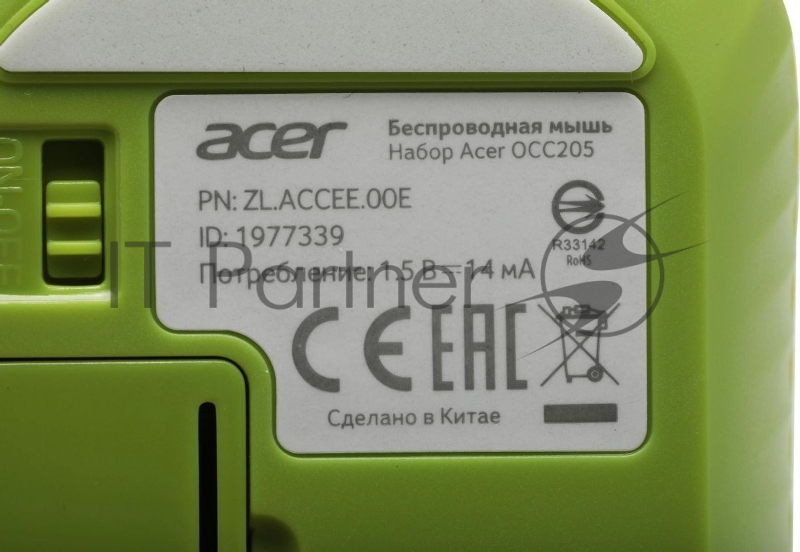 acer
Беспроводная мышь
Набор Acer OCC205
PN: ZL.ACCEE.00E
ID: 1977339
Потребление: 1.5 В 14 мА
R33142
RoHS
CE EAC
Сделано в Китае
ON-OFF
IT Partner